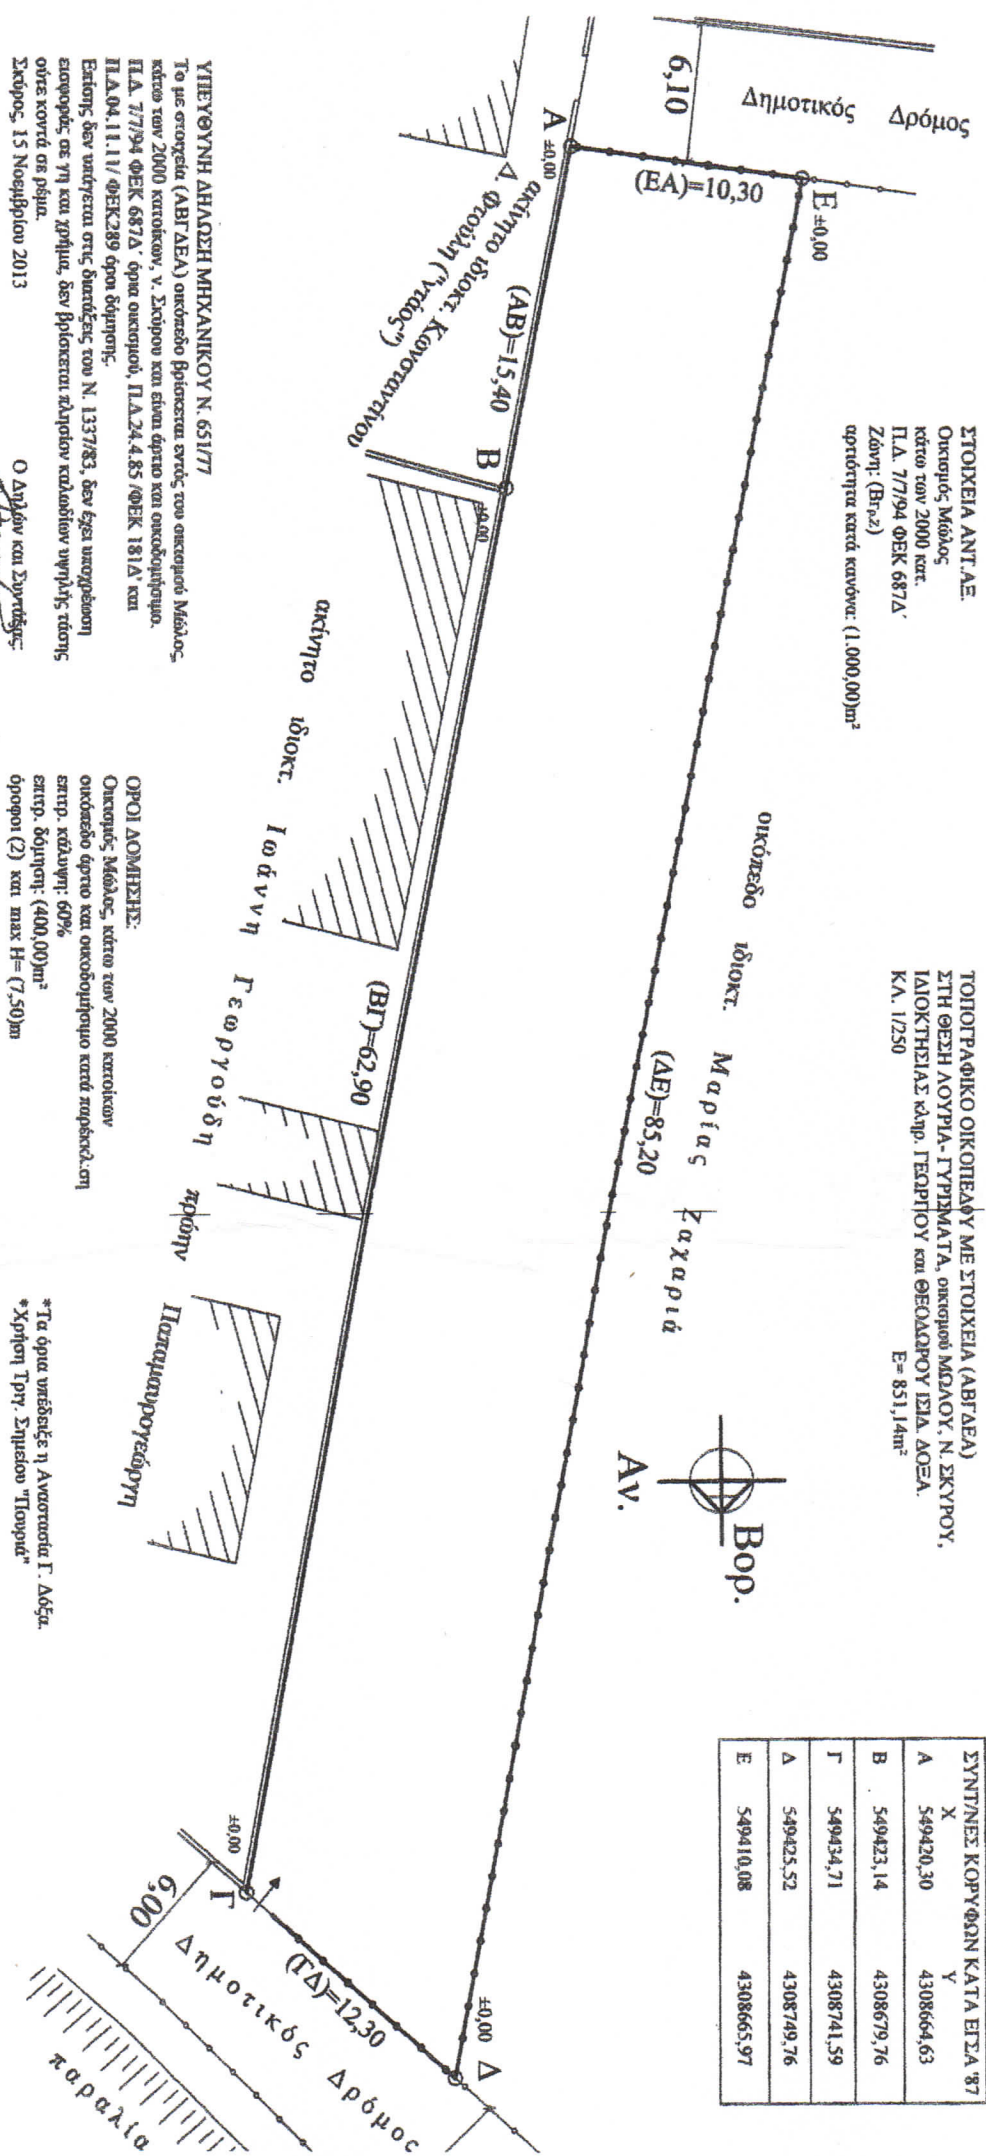 ΤΟΠΟΓΡΑΦΙΚΟ ΟΙΚΟΠΕΔΟΥ ΜΕ ΣΤΟΙΧΕΙΑ (ΑΒΓΔΕΑ)
ΣΤΗ ΘΕΣΗ ΛΟΥΡΙΑ- ΓΥΡΙΣΜΑΤΑ, οικισμού ΜΩΛΟΥ, Ν. ΣΚΥΡΟΥ,
ΙΔΙΟΚΤΗΣΙΑΣ κληρ. ΓΕΩΡΓΙΟΥ και ΘΕΟΔΩΡΟΥ ΙΣΙΔ. ΔΟΞΑ.
ΚΛ. 1/250 Ε= 851,14m²
ΣΤΟΙΧΕΙΑ ΑΝΤ.ΑΞ.
Οικισμός Μώλος
κάτω των 2000 κατ.
Π.Δ. 7/7/94 ΦΕΚ 687Δ΄
Ζώνη: (Βτρ.z)
αρτιότητα κατά κανόνα: (1.000,00)m²
ΣΥΝΤ/ΝΕΣ ΚΟΡΥΦΩΝ ΚΑΤΑ ΕΓΣΑ '87
Χ Υ
Α 549420,30 4308664,63
Β 549423,14 4308679,76
Γ 549434,71 4308741,59
Δ 549425,52 4308749,76
Ε 549410,08 4308665,97
Βορ.
Αν.
Δημοτικός Δρόμος
6,10
Α ±0,00
Ε ±0,00
(ΕΑ)=10,30
(ΑΒ)=15,40
ακίνητο ιδιοκτ. Κωνσταντίνου
Δ. Φτούλη ("ντάος")
Β
±0,00
οικόπεδο ιδιοκτ. Μαρίας Ζαχαριά
(ΔΕ)=85,20
(ΒΓ)=62,90
ακίνητο ιδιοκτ. Ιωάννη Γεωργούδη πρώην Παπαμαυρογεώργη
±0,00
Γ
±0,00 Δ
(ΓΔ)=12,30
6,00
Δημοτικός Δρόμος
παραλία
ΥΠΕΥΘΥΝΗ ΔΗΛΩΣΗ ΜΗΧΑΝΙΚΟΥ Ν. 651/77
Το με στοιχεία (ΑΒΓΔΕΑ) οικόπεδο βρίσκεται εντός του οικισμού Μώλος,
κάτω των 2000 κατοίκων, ν. Σκύρου και είναι άρτιο και οικοδομήσιμο.
Π.Δ. 7/7/94 ΦΕΚ 687Δ΄ όρια οικισμού, Π.Δ.24.4.85 /ΦΕΚ 181Δ΄ και
Π.Δ.04.11.11/ ΦΕΚ289 όροι δόμησης.
Επίσης δεν υπάγεται στις διατάξεις του Ν. 1337/83, δεν έχει υποχρέωση
εισφοράς σε γη και χρήμα, δεν βρίσκεται πλησίον καλωδίων υψηλής τάσης
ούτε κοντά σε ρέμα.
Σκύρος, 15 Νοεμβρίου 2013
Ο Δηλών και Συντάξας:
ΟΡΟΙ ΔΟΜΗΣΗΣ:
Οικισμός Μώλος, κάτω των 2000 κατοίκων
οικόπεδο άρτιο και οικοδομήσιμο κατά παρέκκλιση
επιτρ. κάλυψη: 60%
επιτρ. δόμηση: (400,00)m²
όροφοι (2) και max H= (7,50)m
*Τα όρια υπέδειξε η Αναστασία Γ. Δόξα.
*Χρήση Τριγ. Σημείου "Πουριά"